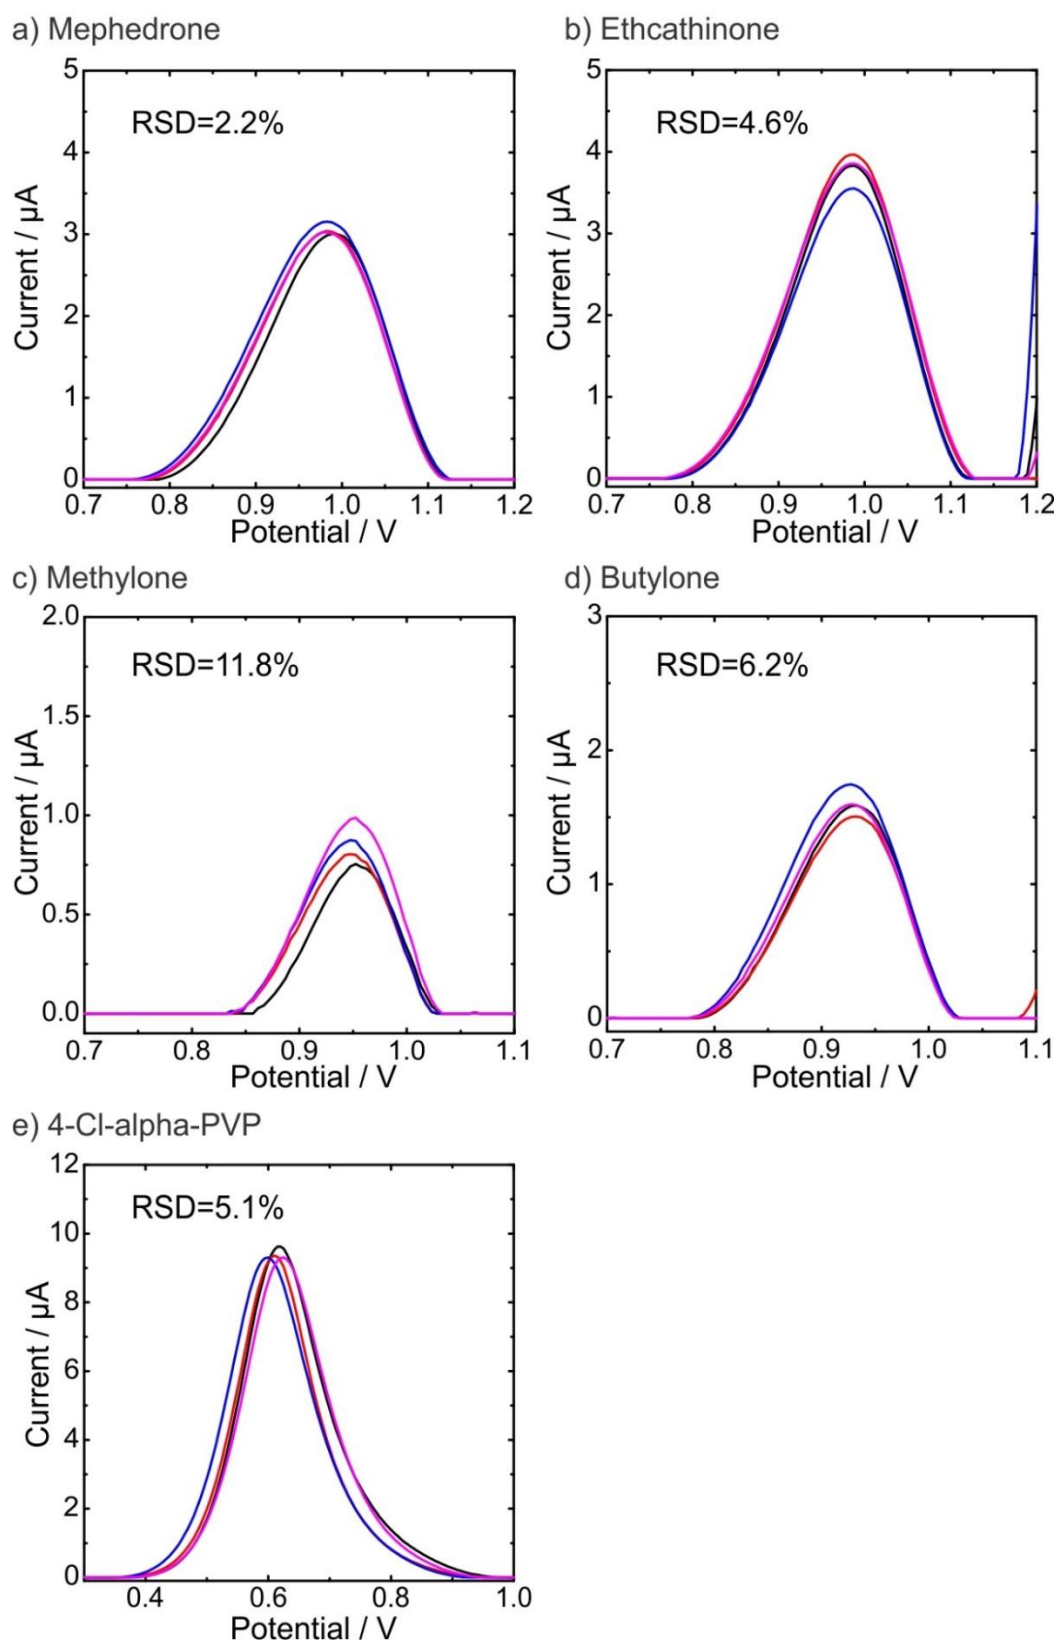 a) Mephedrone
RSD=2.2%
5
4
3
2
1
0
Current / µA
0.7 0.8 0.9 1.0 1.1 1.2
Potential / V
b) Ethcathinone
RSD=4.6%
5
4
3
2
1
0
Current / µA
0.7 0.8 0.9 1.0 1.1 1.2
Potential / V
c) Methylone
RSD=11.8%
2.0
1.5
1.0
0.5
0.0
Current / µA
0.7 0.8 0.9 1.0 1.1
Potential / V
d) Butylone
RSD=6.2%
3
2
1
0
Current / µA
0.7 0.8 0.9 1.0 1.1
Potential / V
e) 4-Cl-alpha-PVP
RSD=5.1%
12
10
8
6
4
2
0
Current / µA
0.4 0.6 0.8 1.0
Potential / V